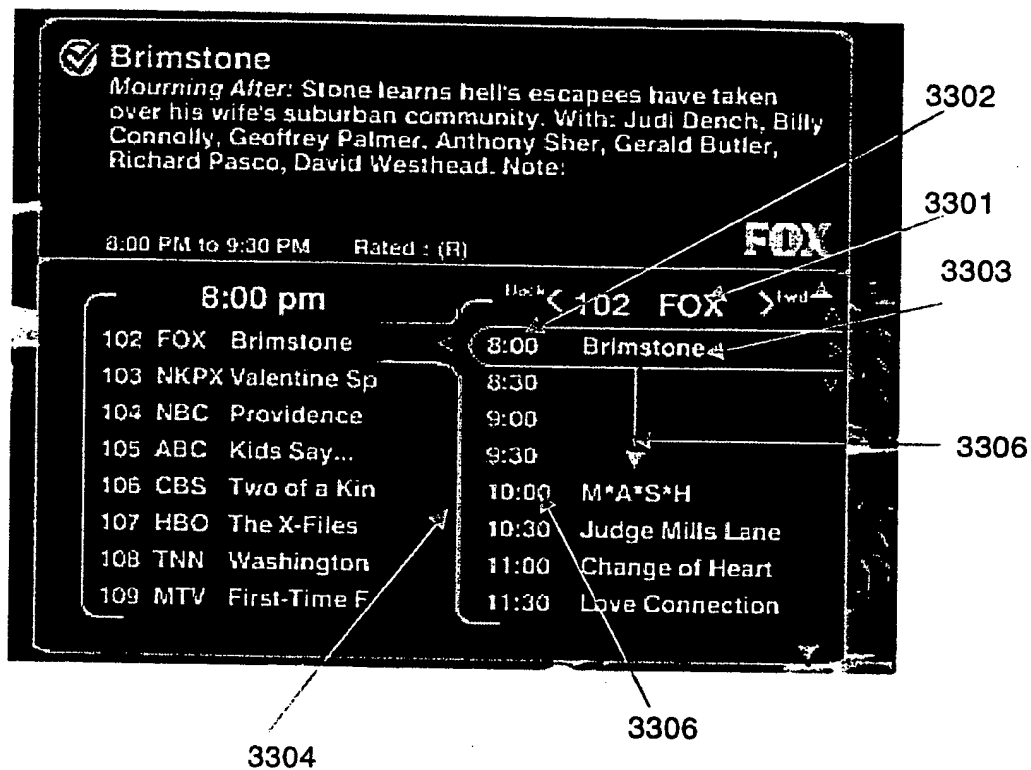 Brimstone
Mourning After: Stone learns hell's escapees have taken
over his wife's suburban community. With: Judi Dench, Billy
Connolly, Geoffrey Palmer, Anthony Sher, Gerald Butler,
Richard Pasco, David Westhead. Note:
8:00 PM to 9:30 PM Rated : (R)
FOX
8:00 pm
102 FOX Brimstone
103 NKPX Valentine Sp
104 NBC Providence
105 ABC Kids Say...
106 CBS Two of a Kin
107 HBO The X-Files
108 TNN Washington
109 MTV First-Time F
Back < 102 FOX > fwd
8:00 Brimstone
8:30
9:00
9:30
10:00 M*A*S*H
10:30 Judge Mills Lane
11:00 Change of Heart
11:30 Love Connection
3302
3301
3303
3306
3306
3304